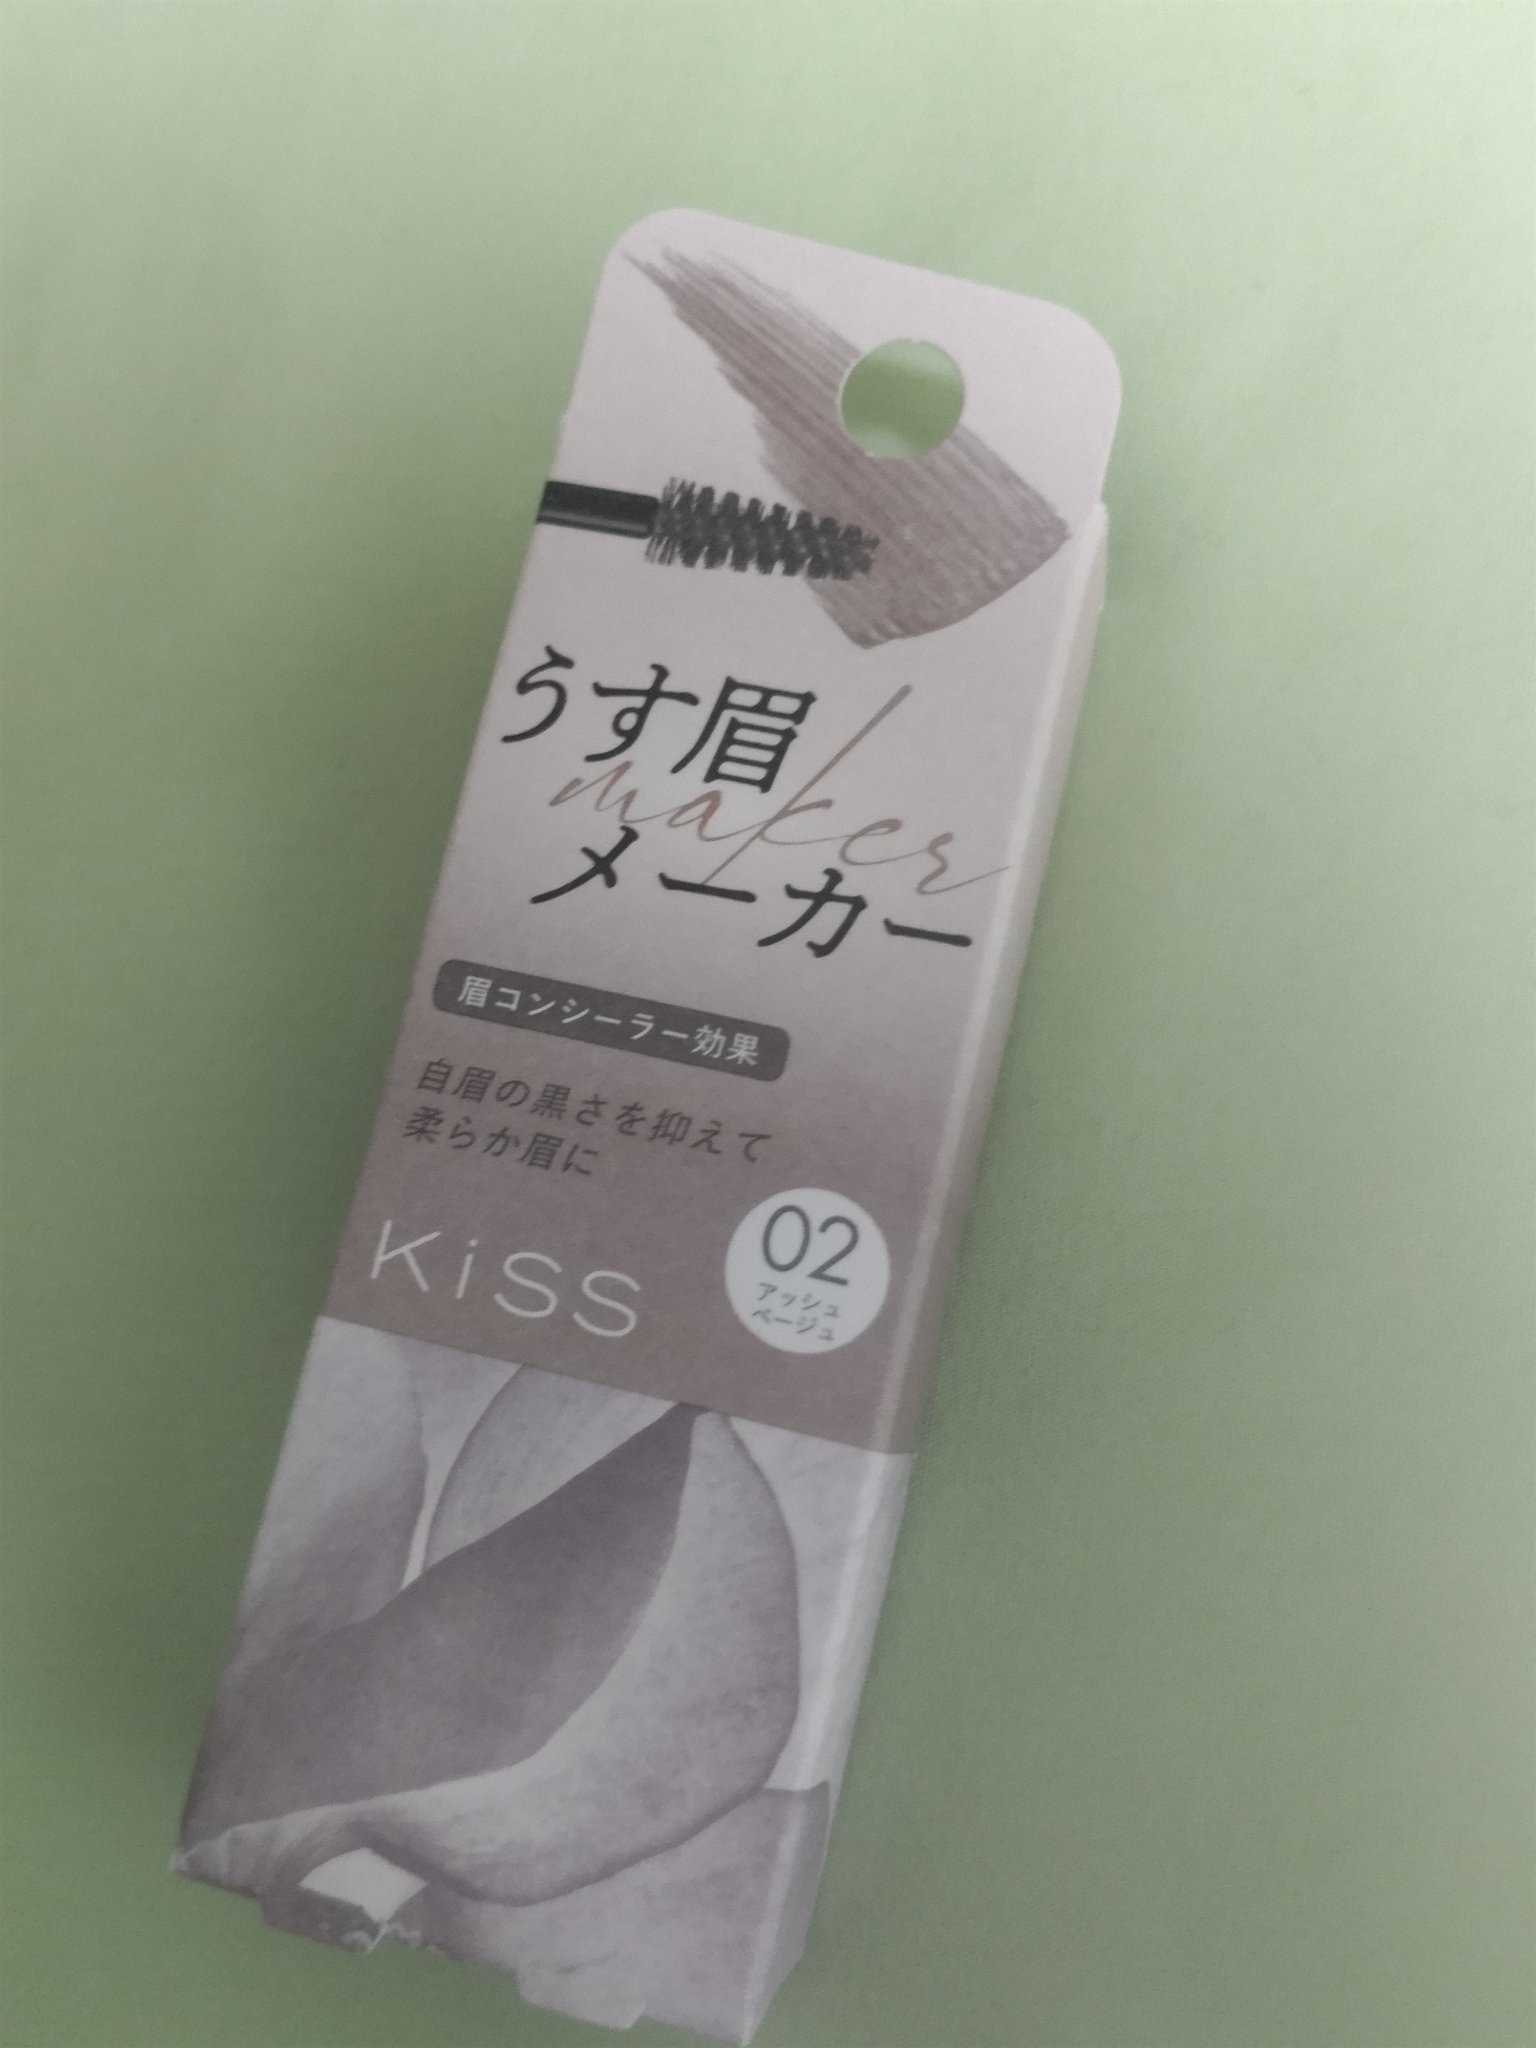 うす眉
maker
メーカー
眉コンシーラー効果
自眉の黒さを抑えて
柔らか眉に
KiSS
02
アッシュ
ベージュ